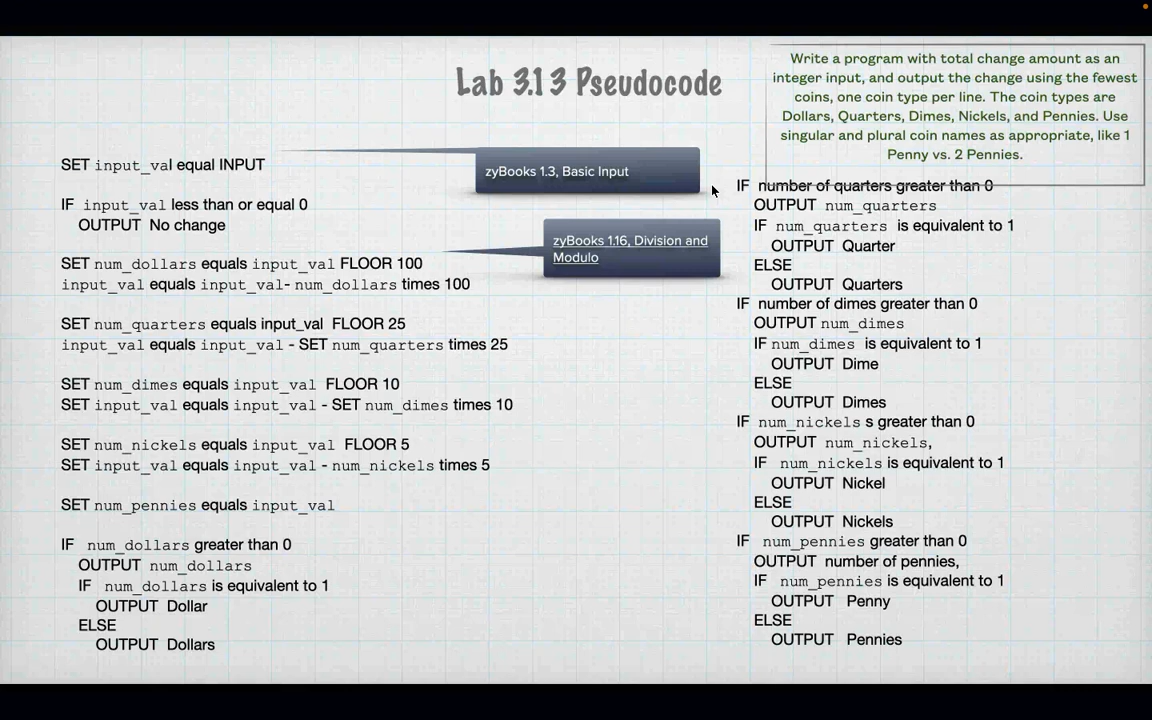 Lab 3.13 Pseudocode
Write a program with total change amount as an
integer input, and output the change using the fewest
coins, one coin type per line. The coin types are
Dollars, Quarters, Dimes, Nickels, and Pennies. Use
singular and plural coin names as appropriate, like 1
Penny vs. 2 Pennies.
SET input_val equal INPUT
zyBooks 1.3, Basic Input
IF input_val less than or equal 0
OUTPUT No change
zyBooks 1.16, Division and
Modulo
SET num_dollars equals input_val FLOOR 100
input_val equals input_val- num_dollars times 100
SET num_quarters equals input_val FLOOR 25
input_val equals input_val - SET num_quarters times 25
SET num_dimes equals input_val FLOOR 10
SET input_val equals input_val - SET num_dimes times 10
SET num_nickels equals input_val FLOOR 5
SET input_val equals input_val - num_nickels times 5
SET num_pennies equals input_val
IF num_dollars greater than 0
OUTPUT num_dollars
IF num_dollars is equivalent to 1
OUTPUT Dollar
ELSE
OUTPUT Dollars
IF number of quarters greater than 0
OUTPUT num_quarters
IF num_quarters is equivalent to 1
OUTPUT Quarter
ELSE
OUTPUT Quarters
IF number of dimes greater than 0
OUTPUT num_dimes
IF num_dimes is equivalent to 1
OUTPUT Dime
ELSE
OUTPUT Dimes
IF num_nickels s greater than 0
OUTPUT num_nickels,
IF num_nickels is equivalent to 1
OUTPUT Nickel
ELSE
OUTPUT Nickels
IF num_pennies greater than 0
OUTPUT number of pennies,
IF num_pennies is equivalent to 1
OUTPUT Penny
ELSE
OUTPUT Pennies